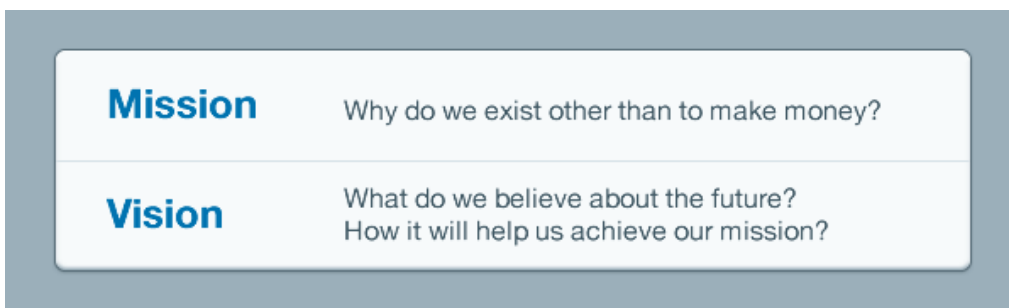 Mission
Why do we exist other than to make money?
Vision
What do we believe about the future?
How it will help us achieve our mission?